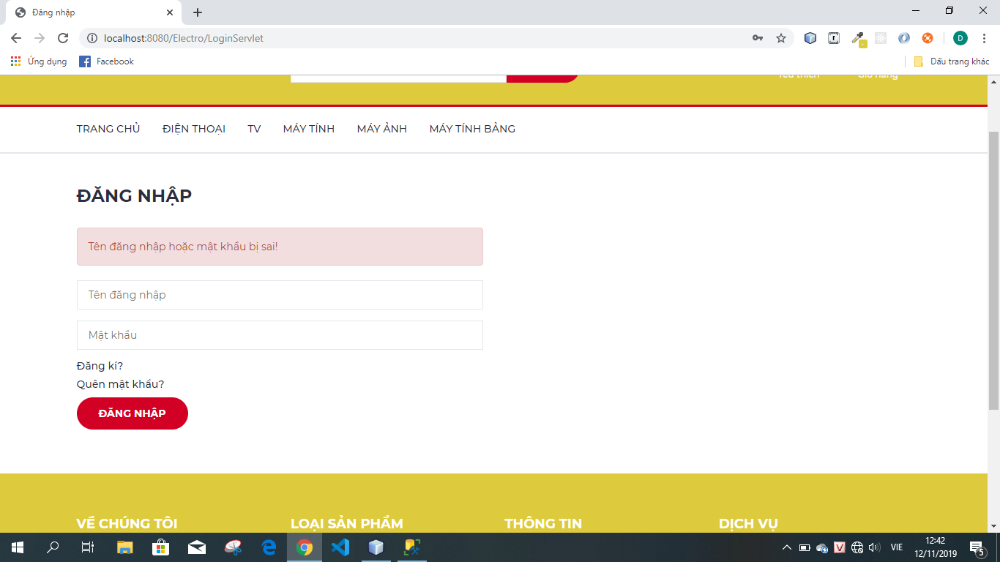 Đăng nhập
localhost:8080/Electro/LoginServlet
D
Ứng dụng
Facebook
Dấu trang khác
TRANG CHỦ ĐIỆN THOẠI TV MÁY TÍNH MÁY ẢNH MÁY TÍNH BẢNG
ĐĂNG NHẬP
Tên đăng nhập hoặc mật khẩu bị sai!
Tên đăng nhập
Mật khẩu
Đăng kí?
Quên mật khẩu?
ĐĂNG NHẬP
VỀ CHÚNG TÔI LOẠI SẢN PHẨM THÔNG TIN DỊCH VỤ
VIE
12:42
12/11/2019
5